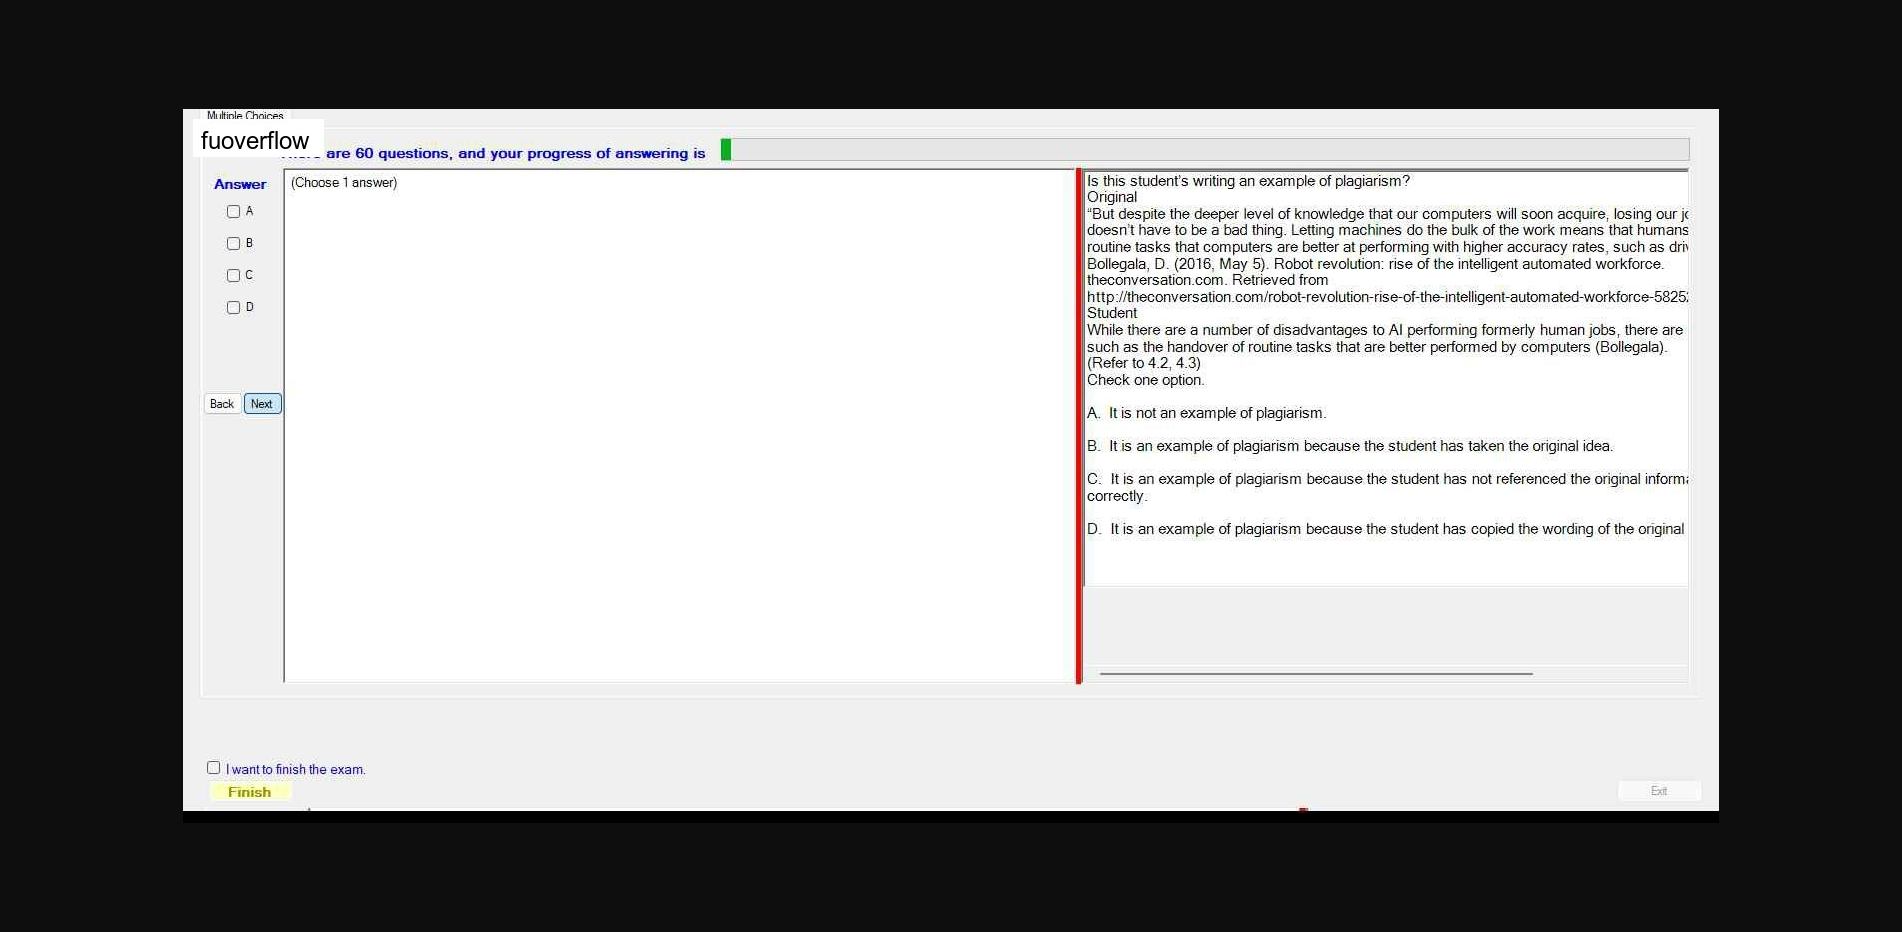 Multiple Choices
fuoverflow
are 60 questions, and your progress of answering is
Answer
(Choose 1 answer)
A
B
C
D
Back
Next
Is this student's writing an example of plagiarism?
Original
“But despite the deeper level of knowledge that our computers will soon acquire, losing our
doesn't have to be a bad thing. Letting machines do the bulk of the work means that humans
routine tasks that computers are better at performing with higher accuracy rates, such as
Bollegala, D. (2016, May 5). Robot revolution: rise of the intelligent automated workforce.
theconversation.com. Retrieved from
http://theconversation.com/robot-revolution-rise-of-the-intelligent-automated-workforce-5825
Student
While there are a number of disadvantages to AI performing formerly human jobs, there are
such as the handover of routine tasks that are better performed by computers (Bollegala).
(Refer to 4.2, 4.3)
Check one option.
A. It is not an example of plagiarism.
B. It is an example of plagiarism because the student has taken the original idea.
C. It is an example of plagiarism because the student has not referenced the original
correctly.
D. It is an example of plagiarism because the student has copied the wording of the original
I want to finish the exam.
Finish
Exit